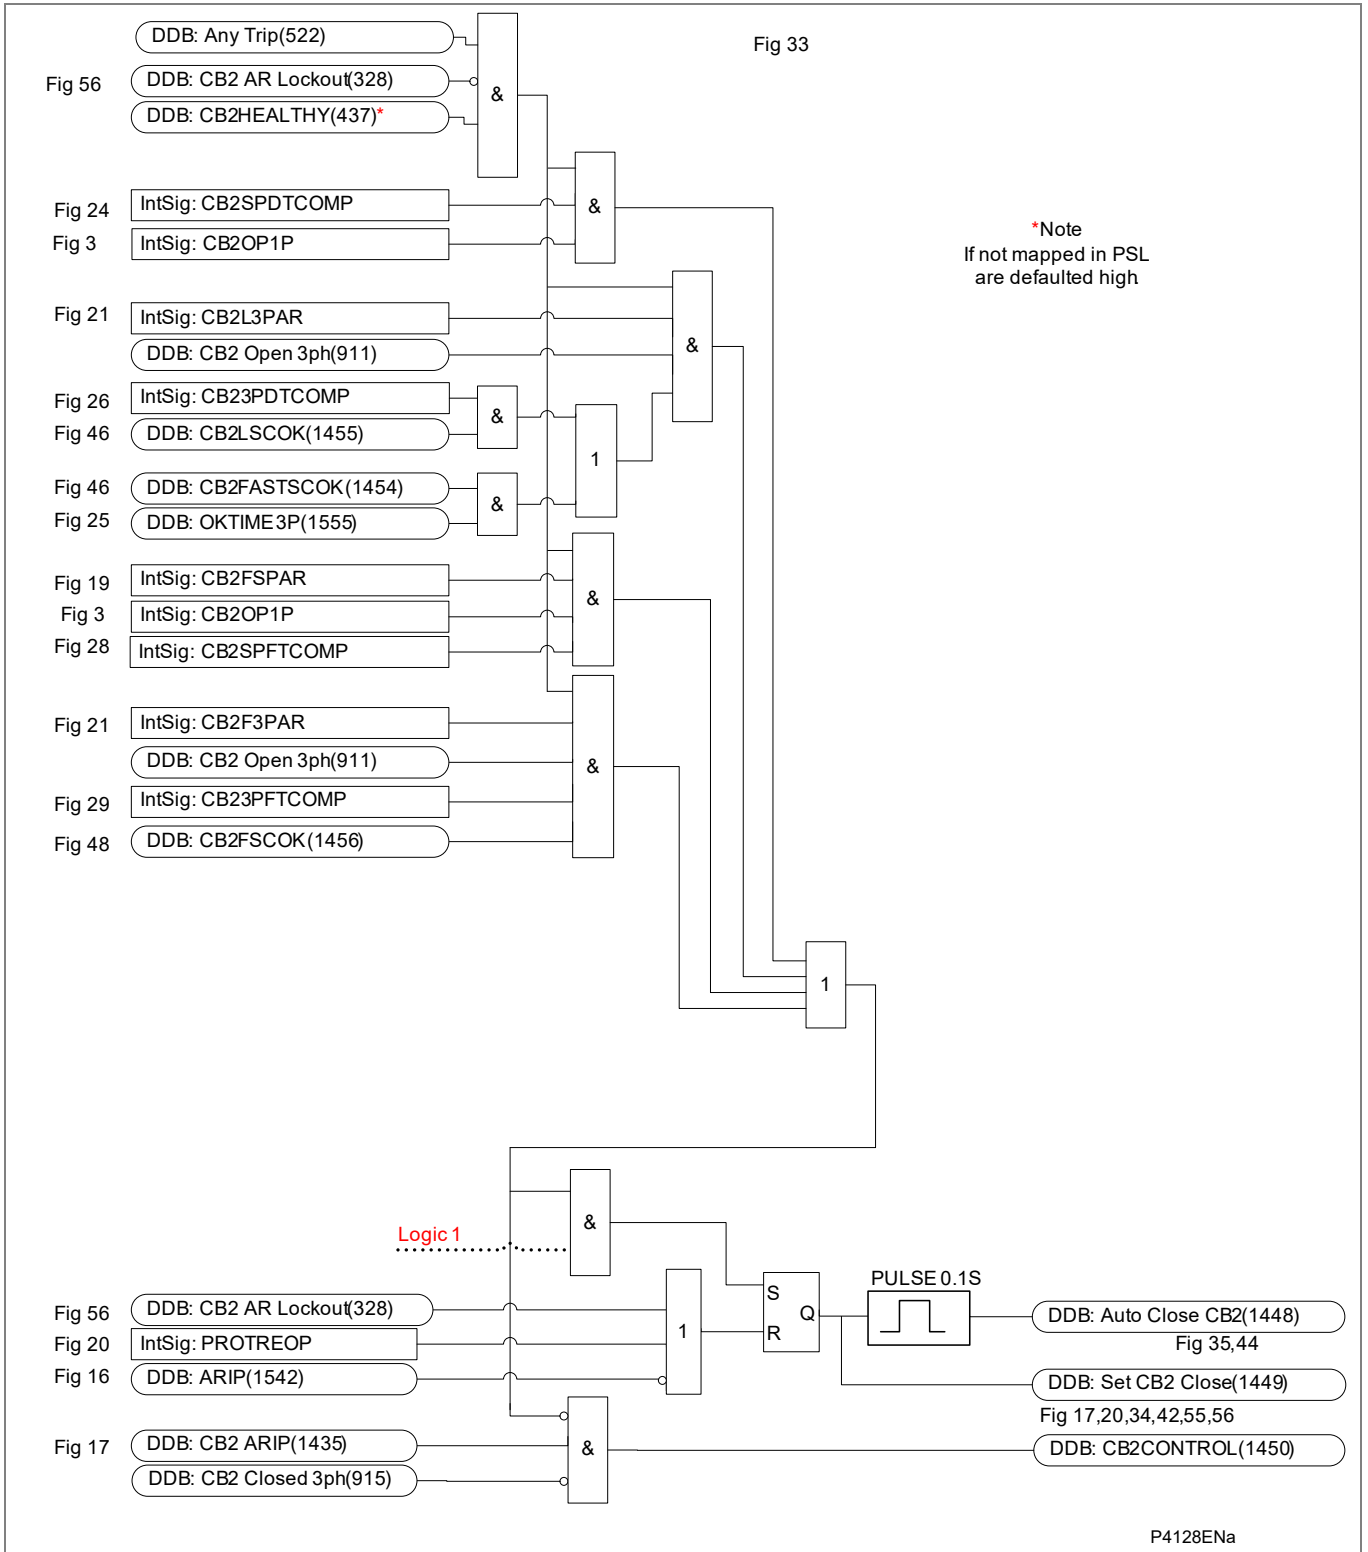 DDB: Any Trip(522)
Fig 33
Fig 56
DDB: CB2 AR Lockout(328)
DDB: CB2HEALTHY(437)*
&
Fig 24
IntSig: CB2SPDTCOMP
Fig 3
IntSig: CB2OP1P
&
*Note
If not mapped in PSL
are defaulted high.
Fig 21
IntSig: CB2L3PAR
DDB: CB2 Open 3ph(911)
&
Fig 26
IntSig: CB23PDTCOMP
Fig 46
DDB: CB2LSCOK(1455)
&
1
Fig 46
DDB: CB2FASTSCOK(1454)
Fig 25
DDB: OKTIME3P(1555)
&
Fig 19
IntSig: CB2FSPAR
Fig 3
IntSig: CB2OP1P
Fig 28
IntSig: CB2SPFTCOMP
&
Fig 21
IntSig: CB2F3PAR
DDB: CB2 Open 3ph(911)
Fig 29
IntSig: CB23PFTCOMP
Fig 48
DDB: CB2FSCOK(1456)
&
1
Logic 1
&
Fig 56
DDB: CB2 AR Lockout(328)
Fig 20
IntSig: PROTREOP
Fig 16
DDB: ARIP(1542)
1
S
R
Q
PULSE 0.1S
DDB: Auto Close CB2(1448)
Fig 35,44
DDB: Set CB2 Close(1449)
Fig 17,20,34,42,55,56
Fig 17
DDB: CB2 ARIP(1435)
DDB: CB2 Closed 3ph(915)
&
DDB: CB2CONTROL(1450)
P4128ENa